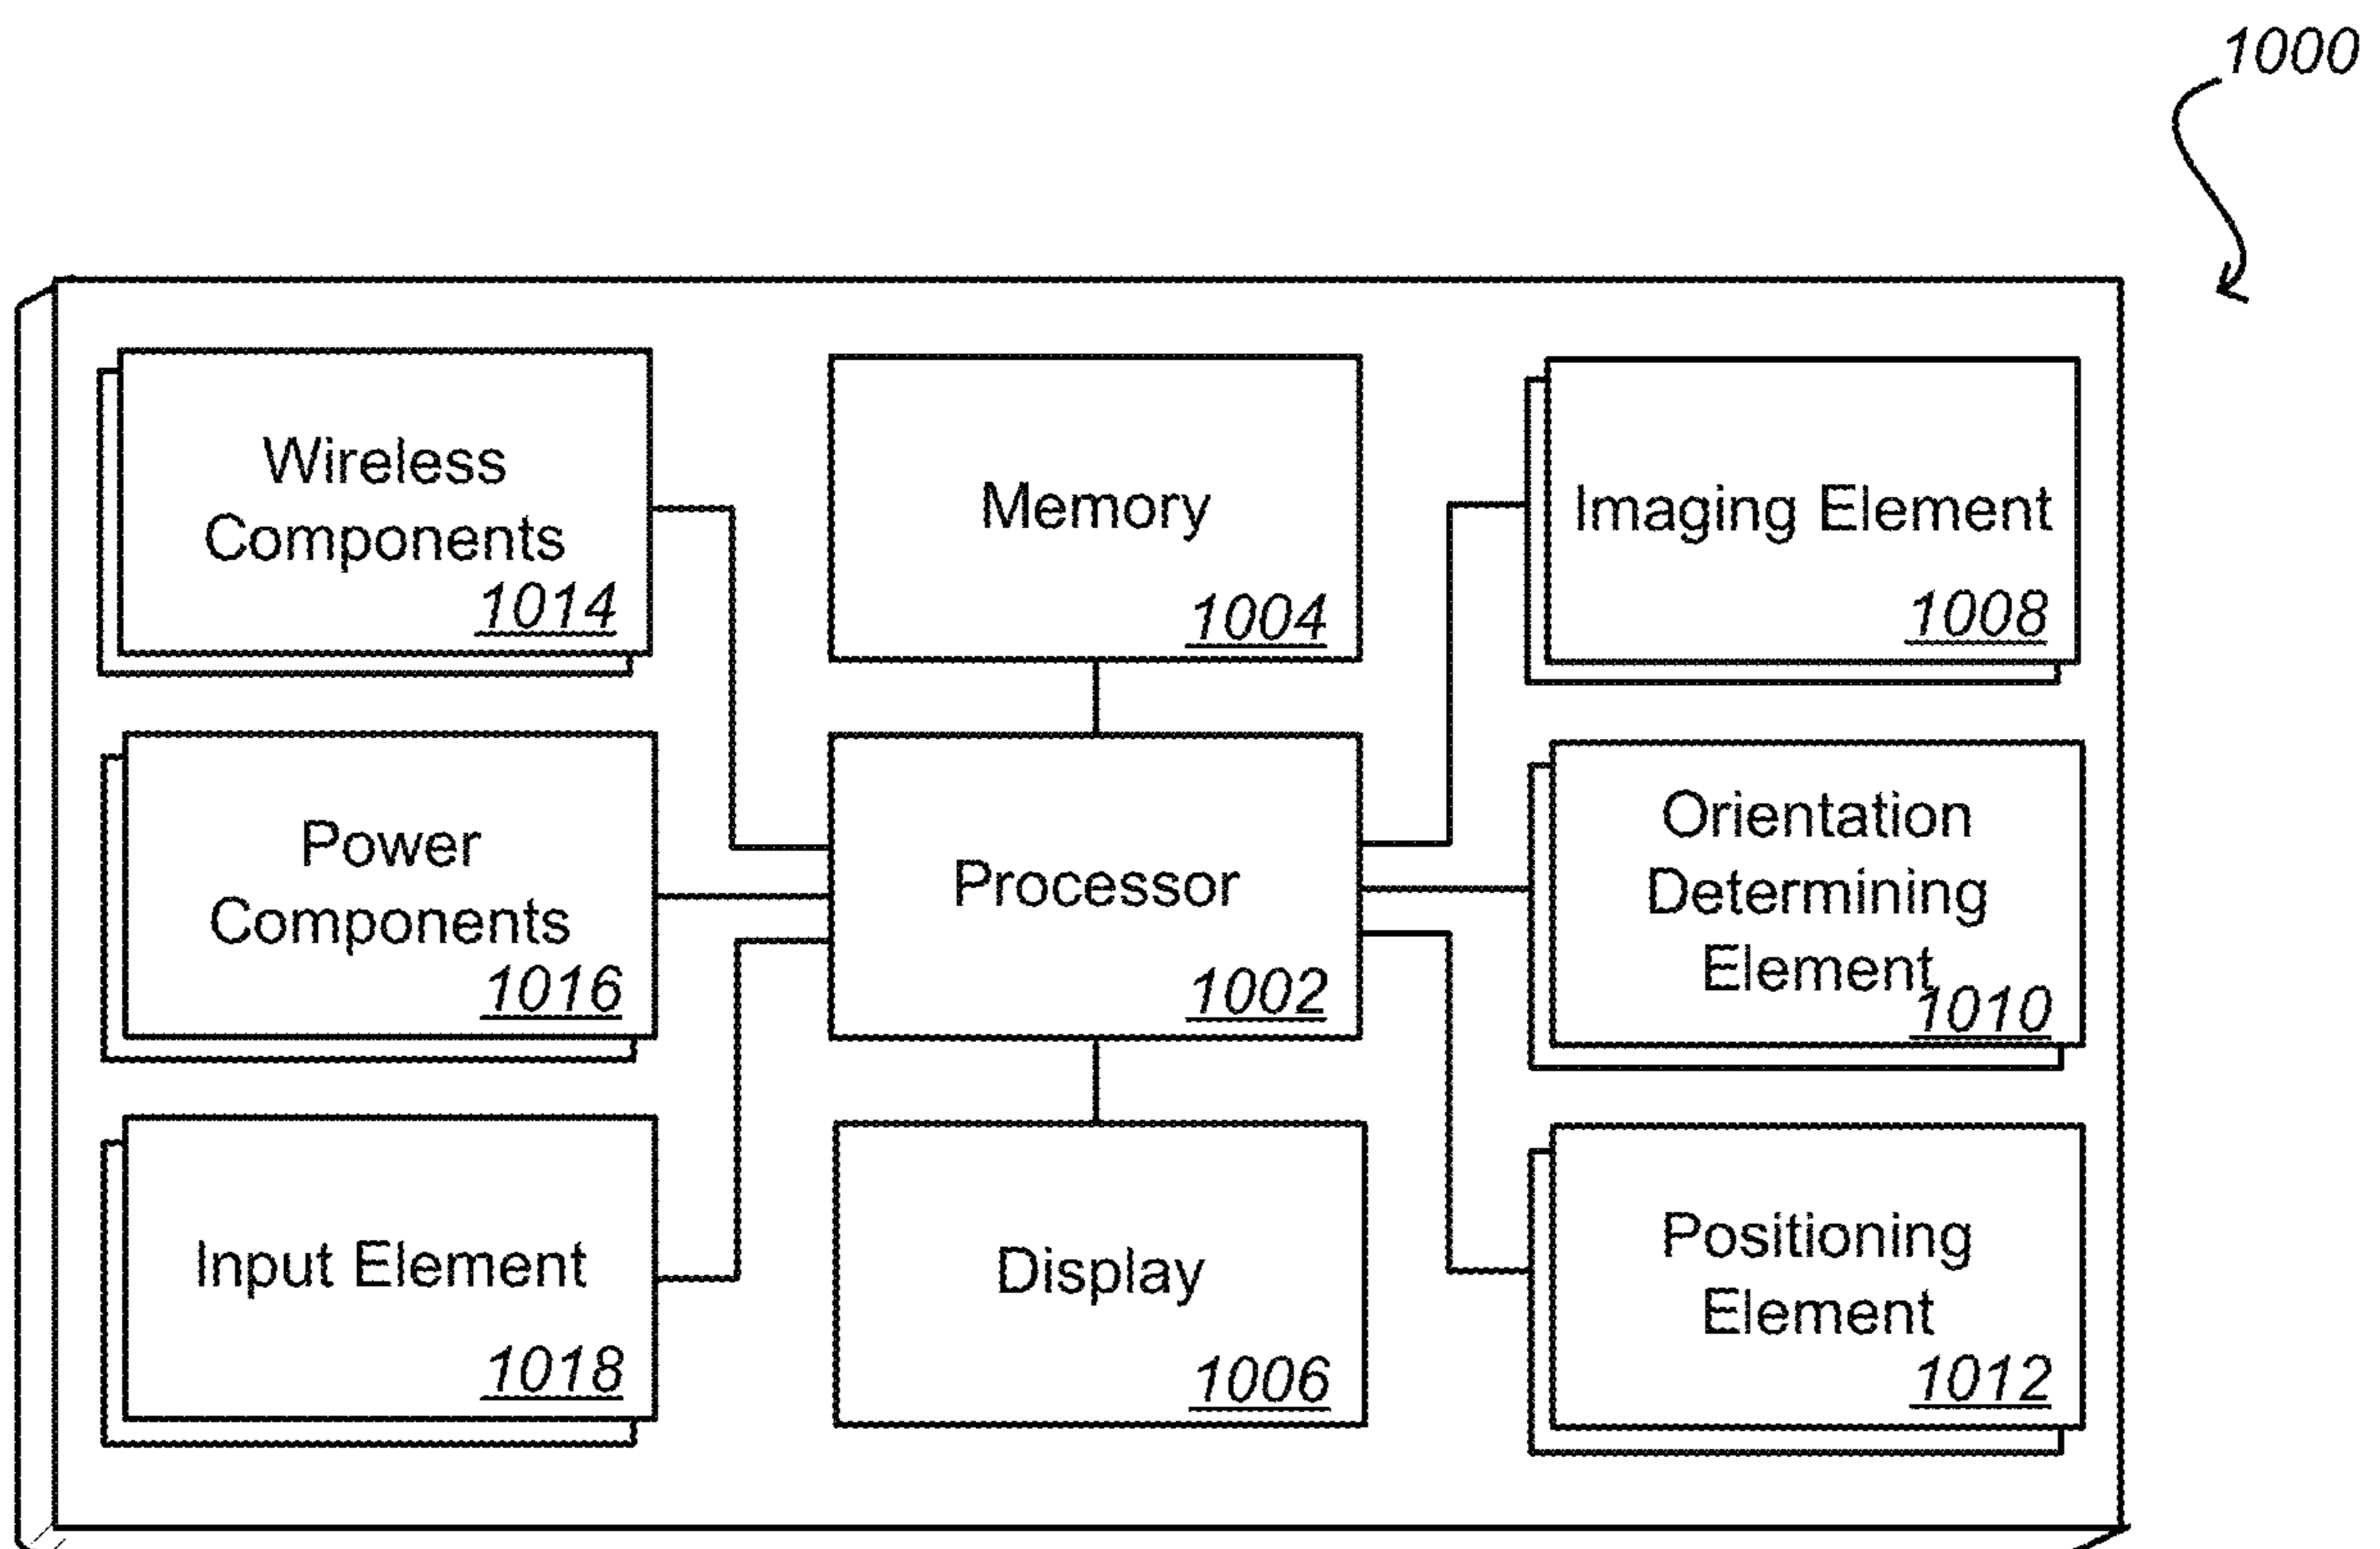 1000
Wireless
Components
1014
Memory
1004
Imaging Element
1008
Power
Components
1016
Processor
1002
Orientation
Determining
Element
1010
Input Element
1018
Display
1006
Positioning
Element
1012